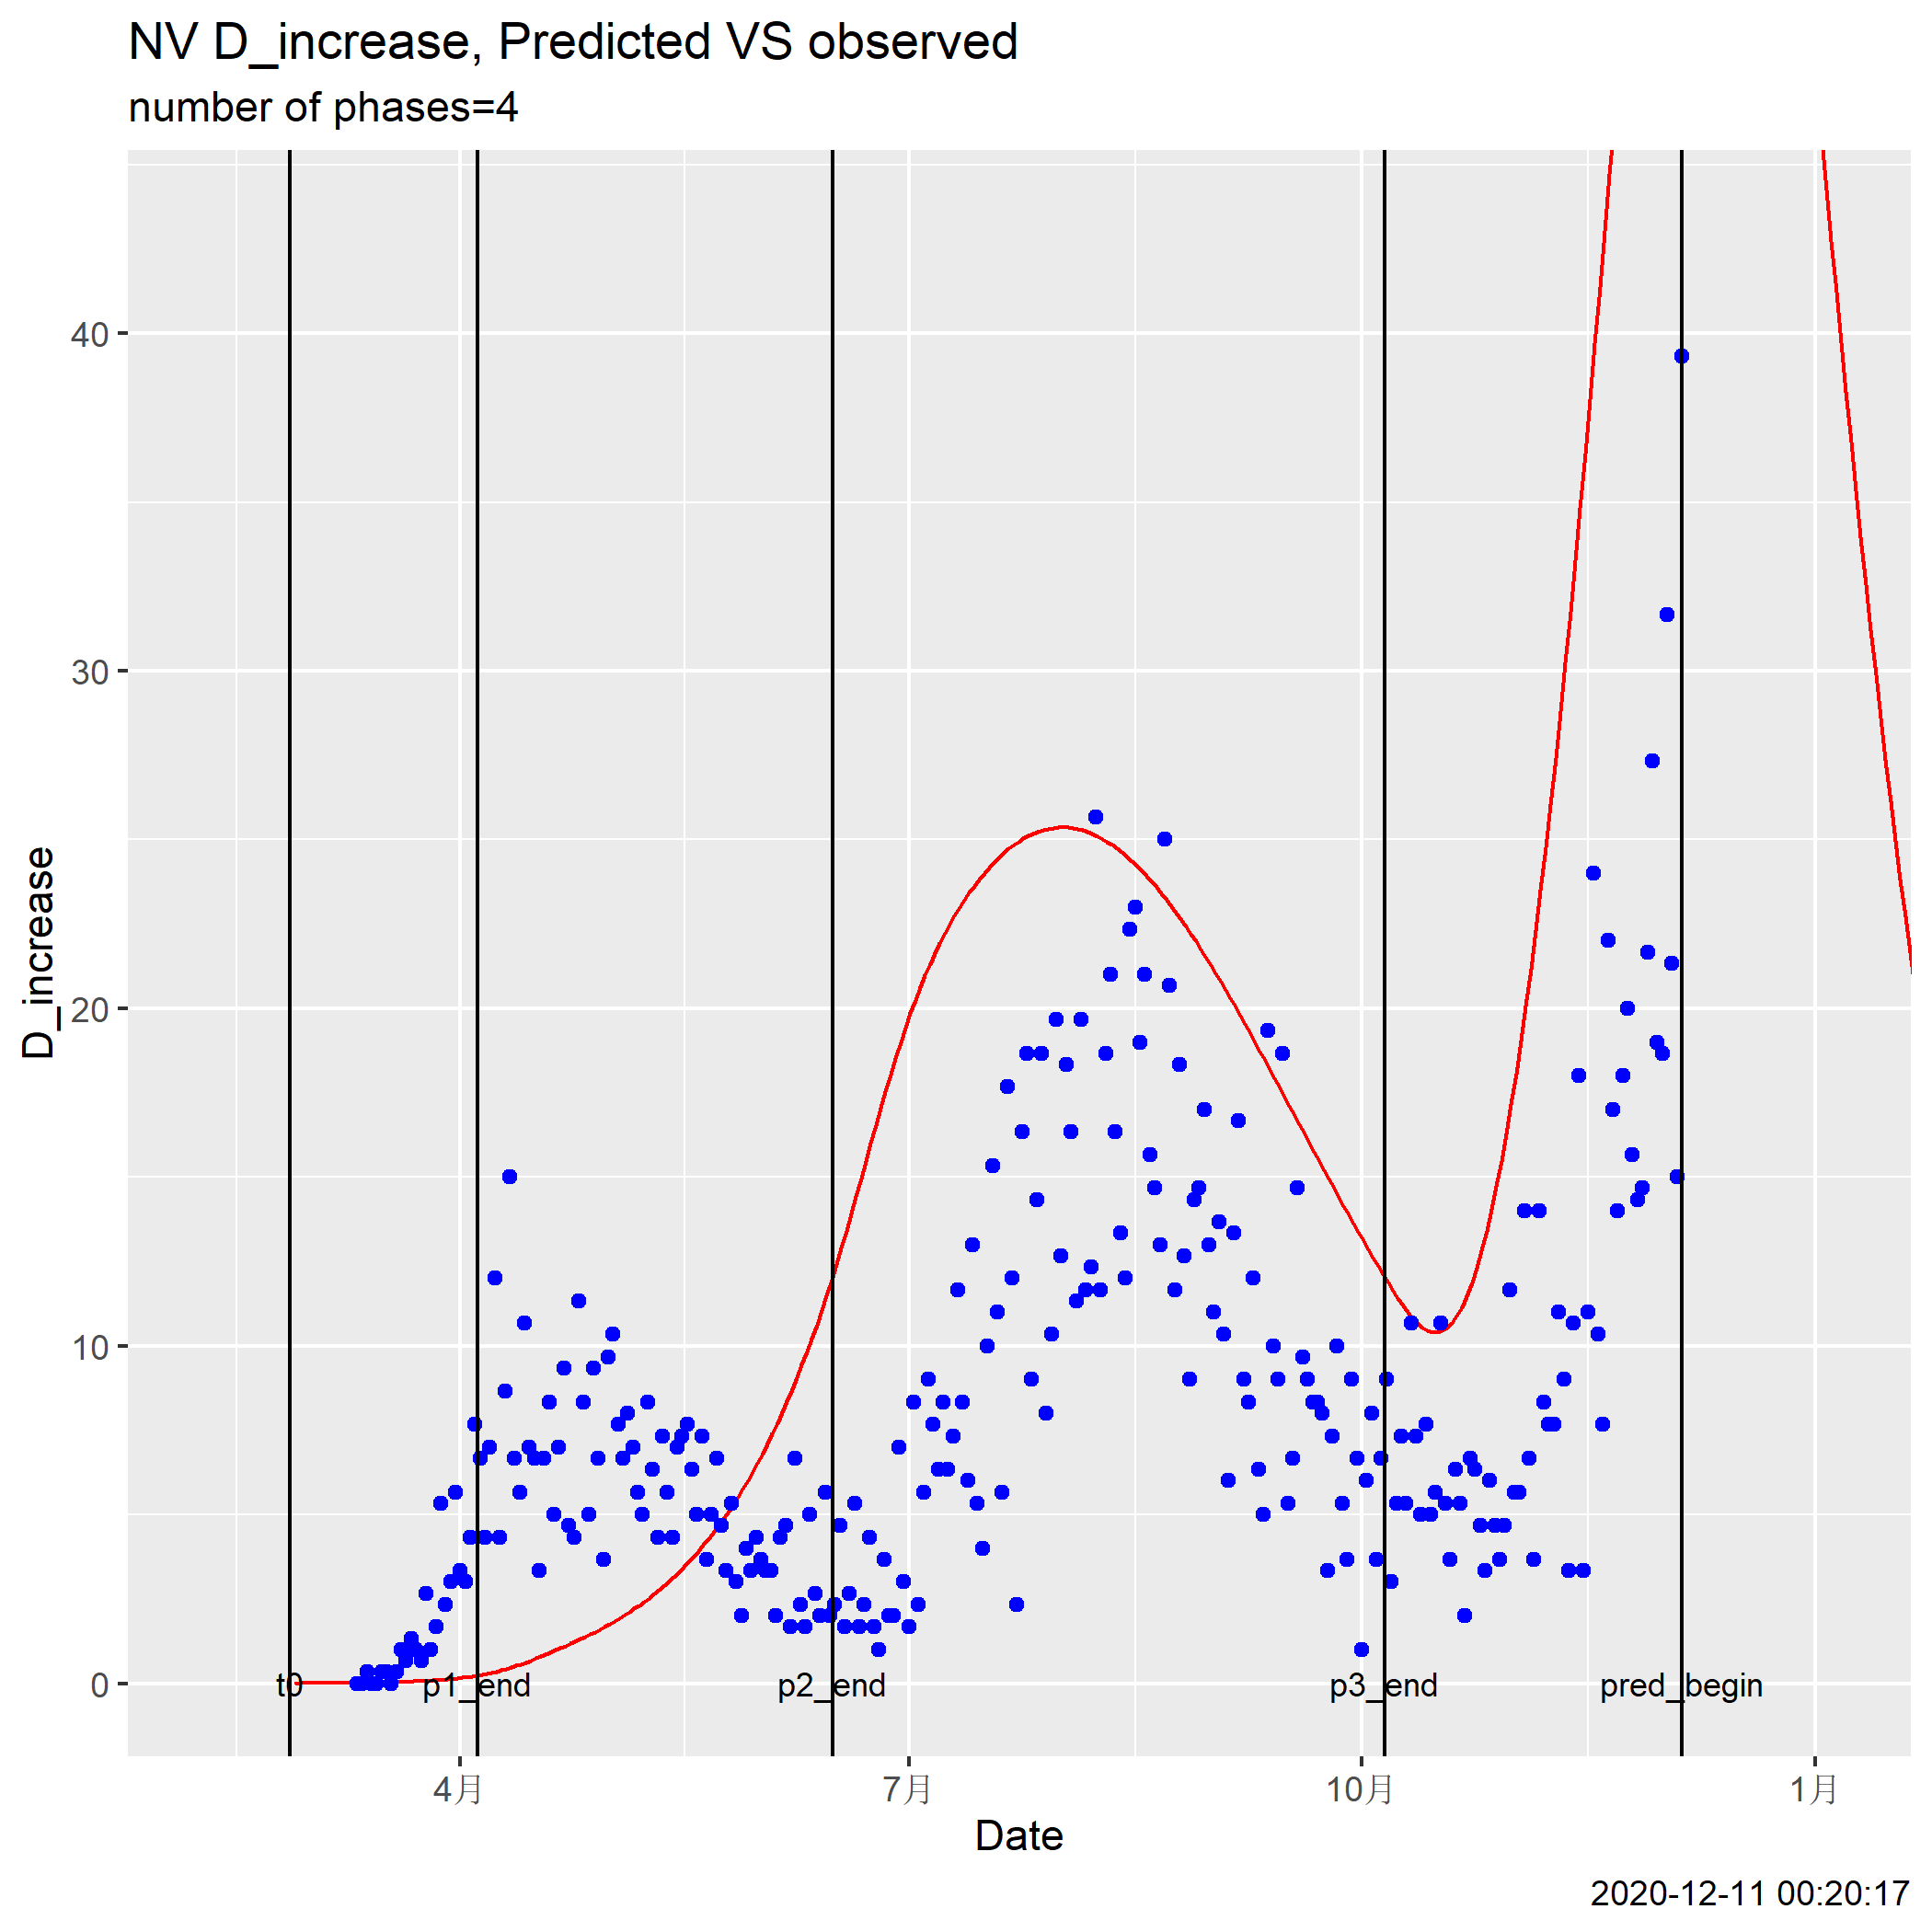 NV D_increase, Predicted VS observed
number of phases=4
D_increase
40
30
20
10
0
t0
p1_end
p2_end
p3_end
pred_begin
4月
7月
10月
1月
Date
2020-12-11 00:20:17